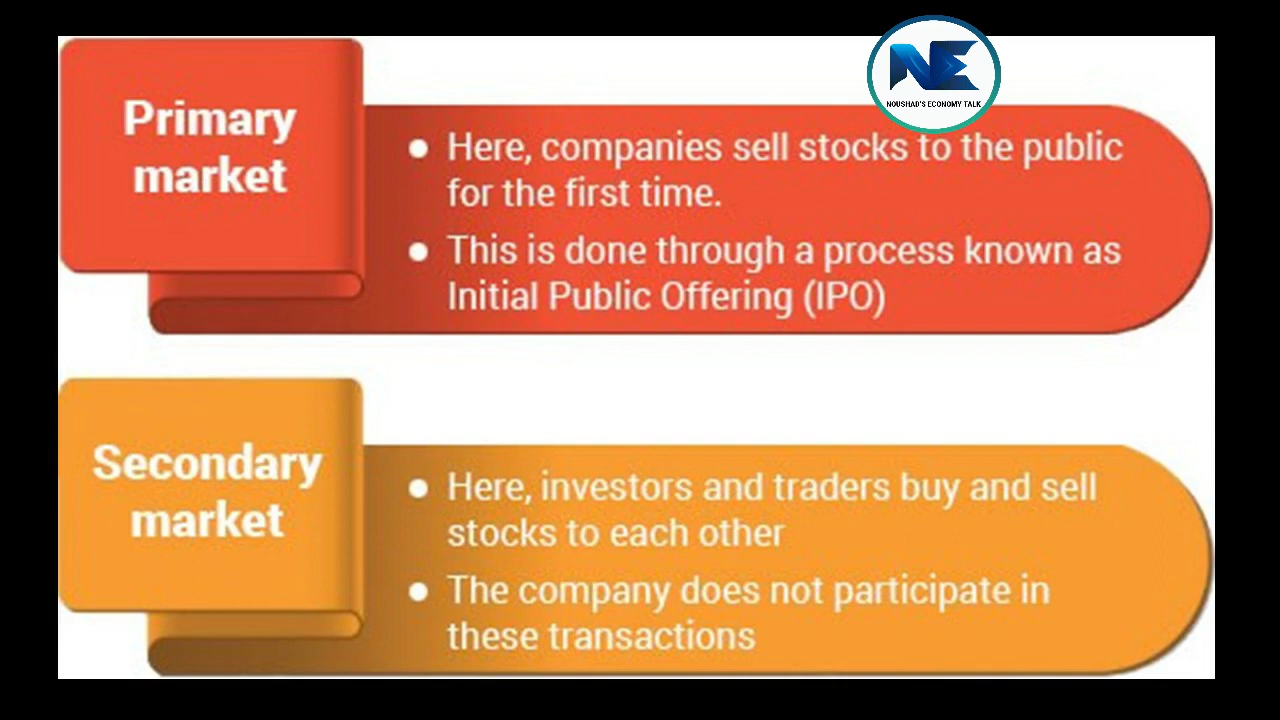 NE
NOUSHAD'S ECONOMY TALK
Primary
market
• Here, companies sell stocks to the public
for the first time.
• This is done through a process known as
Initial Public Offering (IPO)
Secondary
market
• Here, investors and traders buy and sell
stocks to each other
• The company does not participate in
these transactions